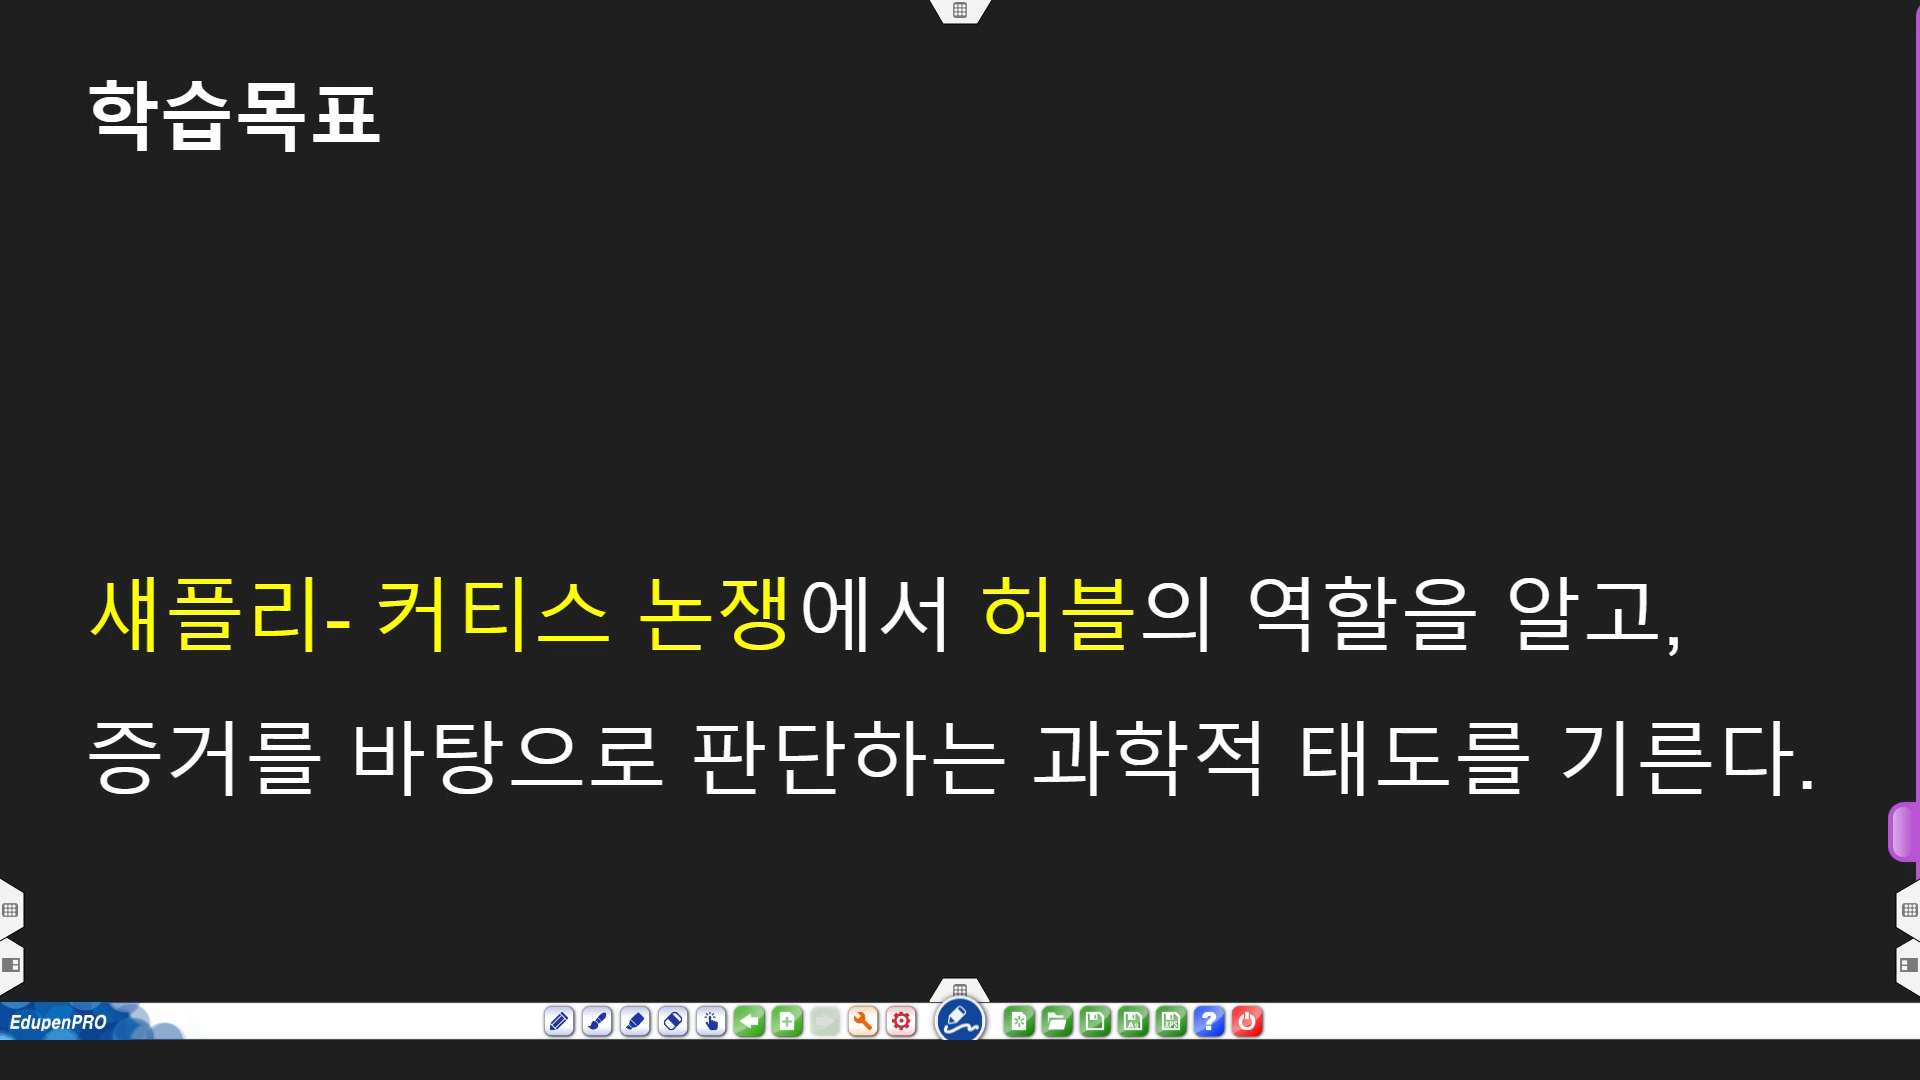 학습목표
섀플리- 커티스 논쟁에서 허블의 역할을 알고,
증거를 바탕으로 판단하는 과학적 태도를 기른다.
EdupenPRO